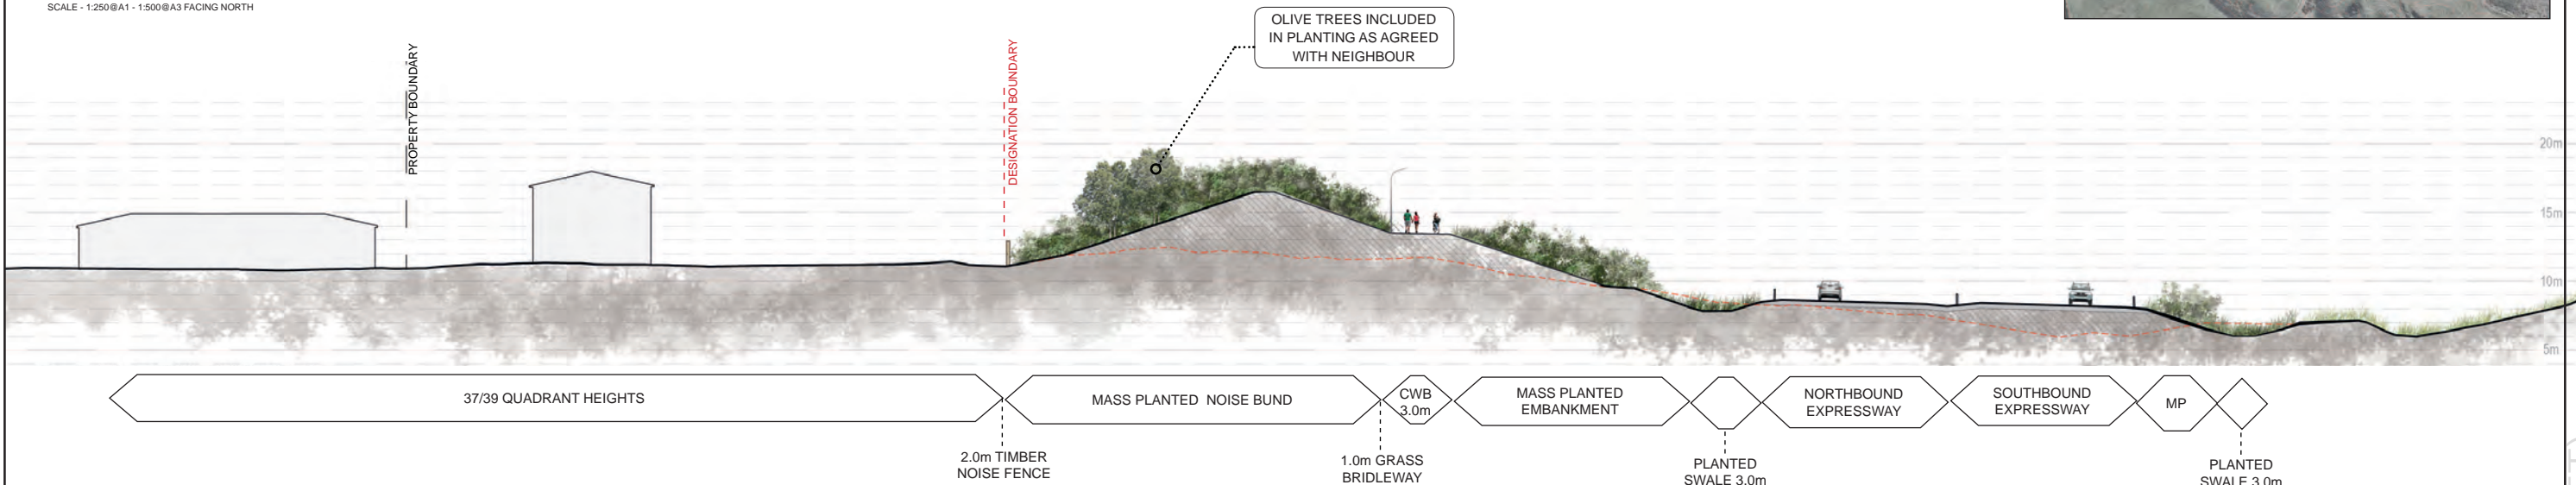 SCALE - 1:250@A1 - 1:500@A3 FACING NORTH
OLIVE TREES INCLUDED
IN PLANTING AS AGREED
WITH NEIGHBOUR
PROPERTY BOUNDARY
DESIGNATION BOUNDARY
20m
15m
10m
5m
37/39 QUADRANT HEIGHTS
MASS PLANTED NOISE BUND
CWB
3.0m
MASS PLANTED
EMBANKMENT
NORTHBOUND
EXPRESSWAY
SOUTHBOUND
EXPRESSWAY
MP
2.0m TIMBER
NOISE FENCE
1.0m GRASS
BRIDLEWAY
PLANTED
SWALE 3.0m
PLANTED
SWALE 3.0m